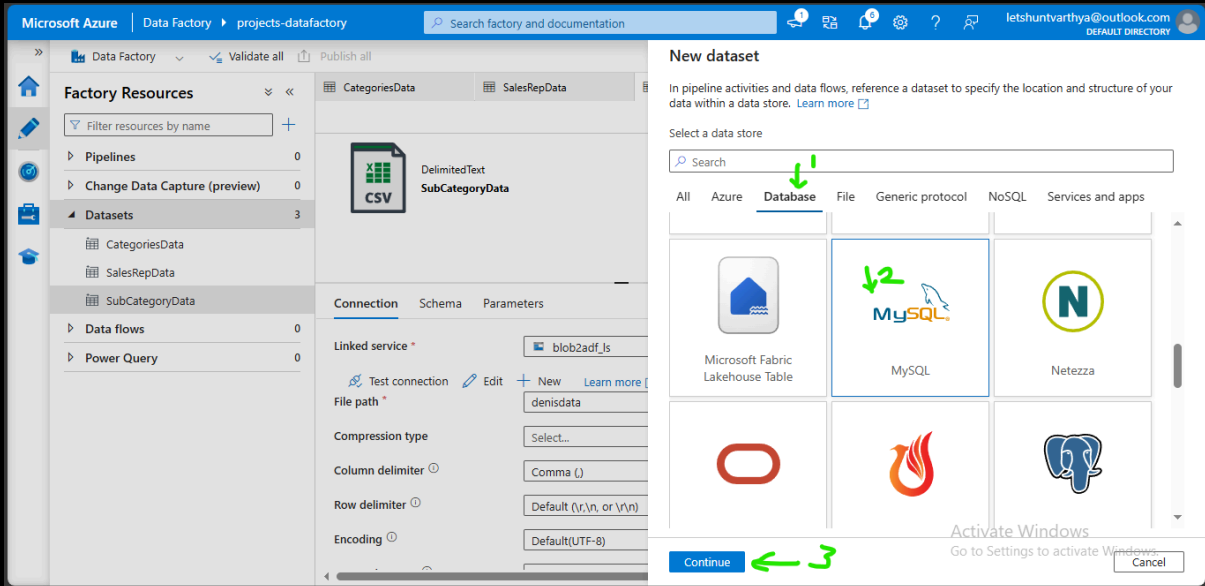 Microsoft Azure
Data Factory
projects-datafactory
Search factory and documentation
1
6
letshuntvarthya@outlook.com
DEFAULT DIRECTORY
Data Factory
Validate all
Publish all
Factory Resources
Filter resources by name
Pipelines 0
Change Data Capture (preview) 0
Datasets 3
CategoriesData
SalesRepData
SubCategoryData
Data flows 0
Power Query 0
CategoriesData
SalesRepData
CSV
DelimitedText
SubCategoryData
Connection Schema Parameters
Linked service *
blob2adf_ls
Test connection Edit New Learn more
File path *
denisdata
Compression type
Select...
Column delimiter
Comma (,)
Row delimiter
Default (\r,\n, or \r\n)
Encoding
Default(UTF-8)
New dataset
In pipeline activities and data flows, reference a dataset to specify the location and structure of your
data within a data store. Learn more
Select a data store
Search
1
All Azure Database File Generic protocol NoSQL Services and apps
2
MySQL
N
Microsoft Fabric
Lakehouse Table
MySQL
Netezza
Activate Windows
Go to Settings to activate Windows.
Continue
3
Cancel